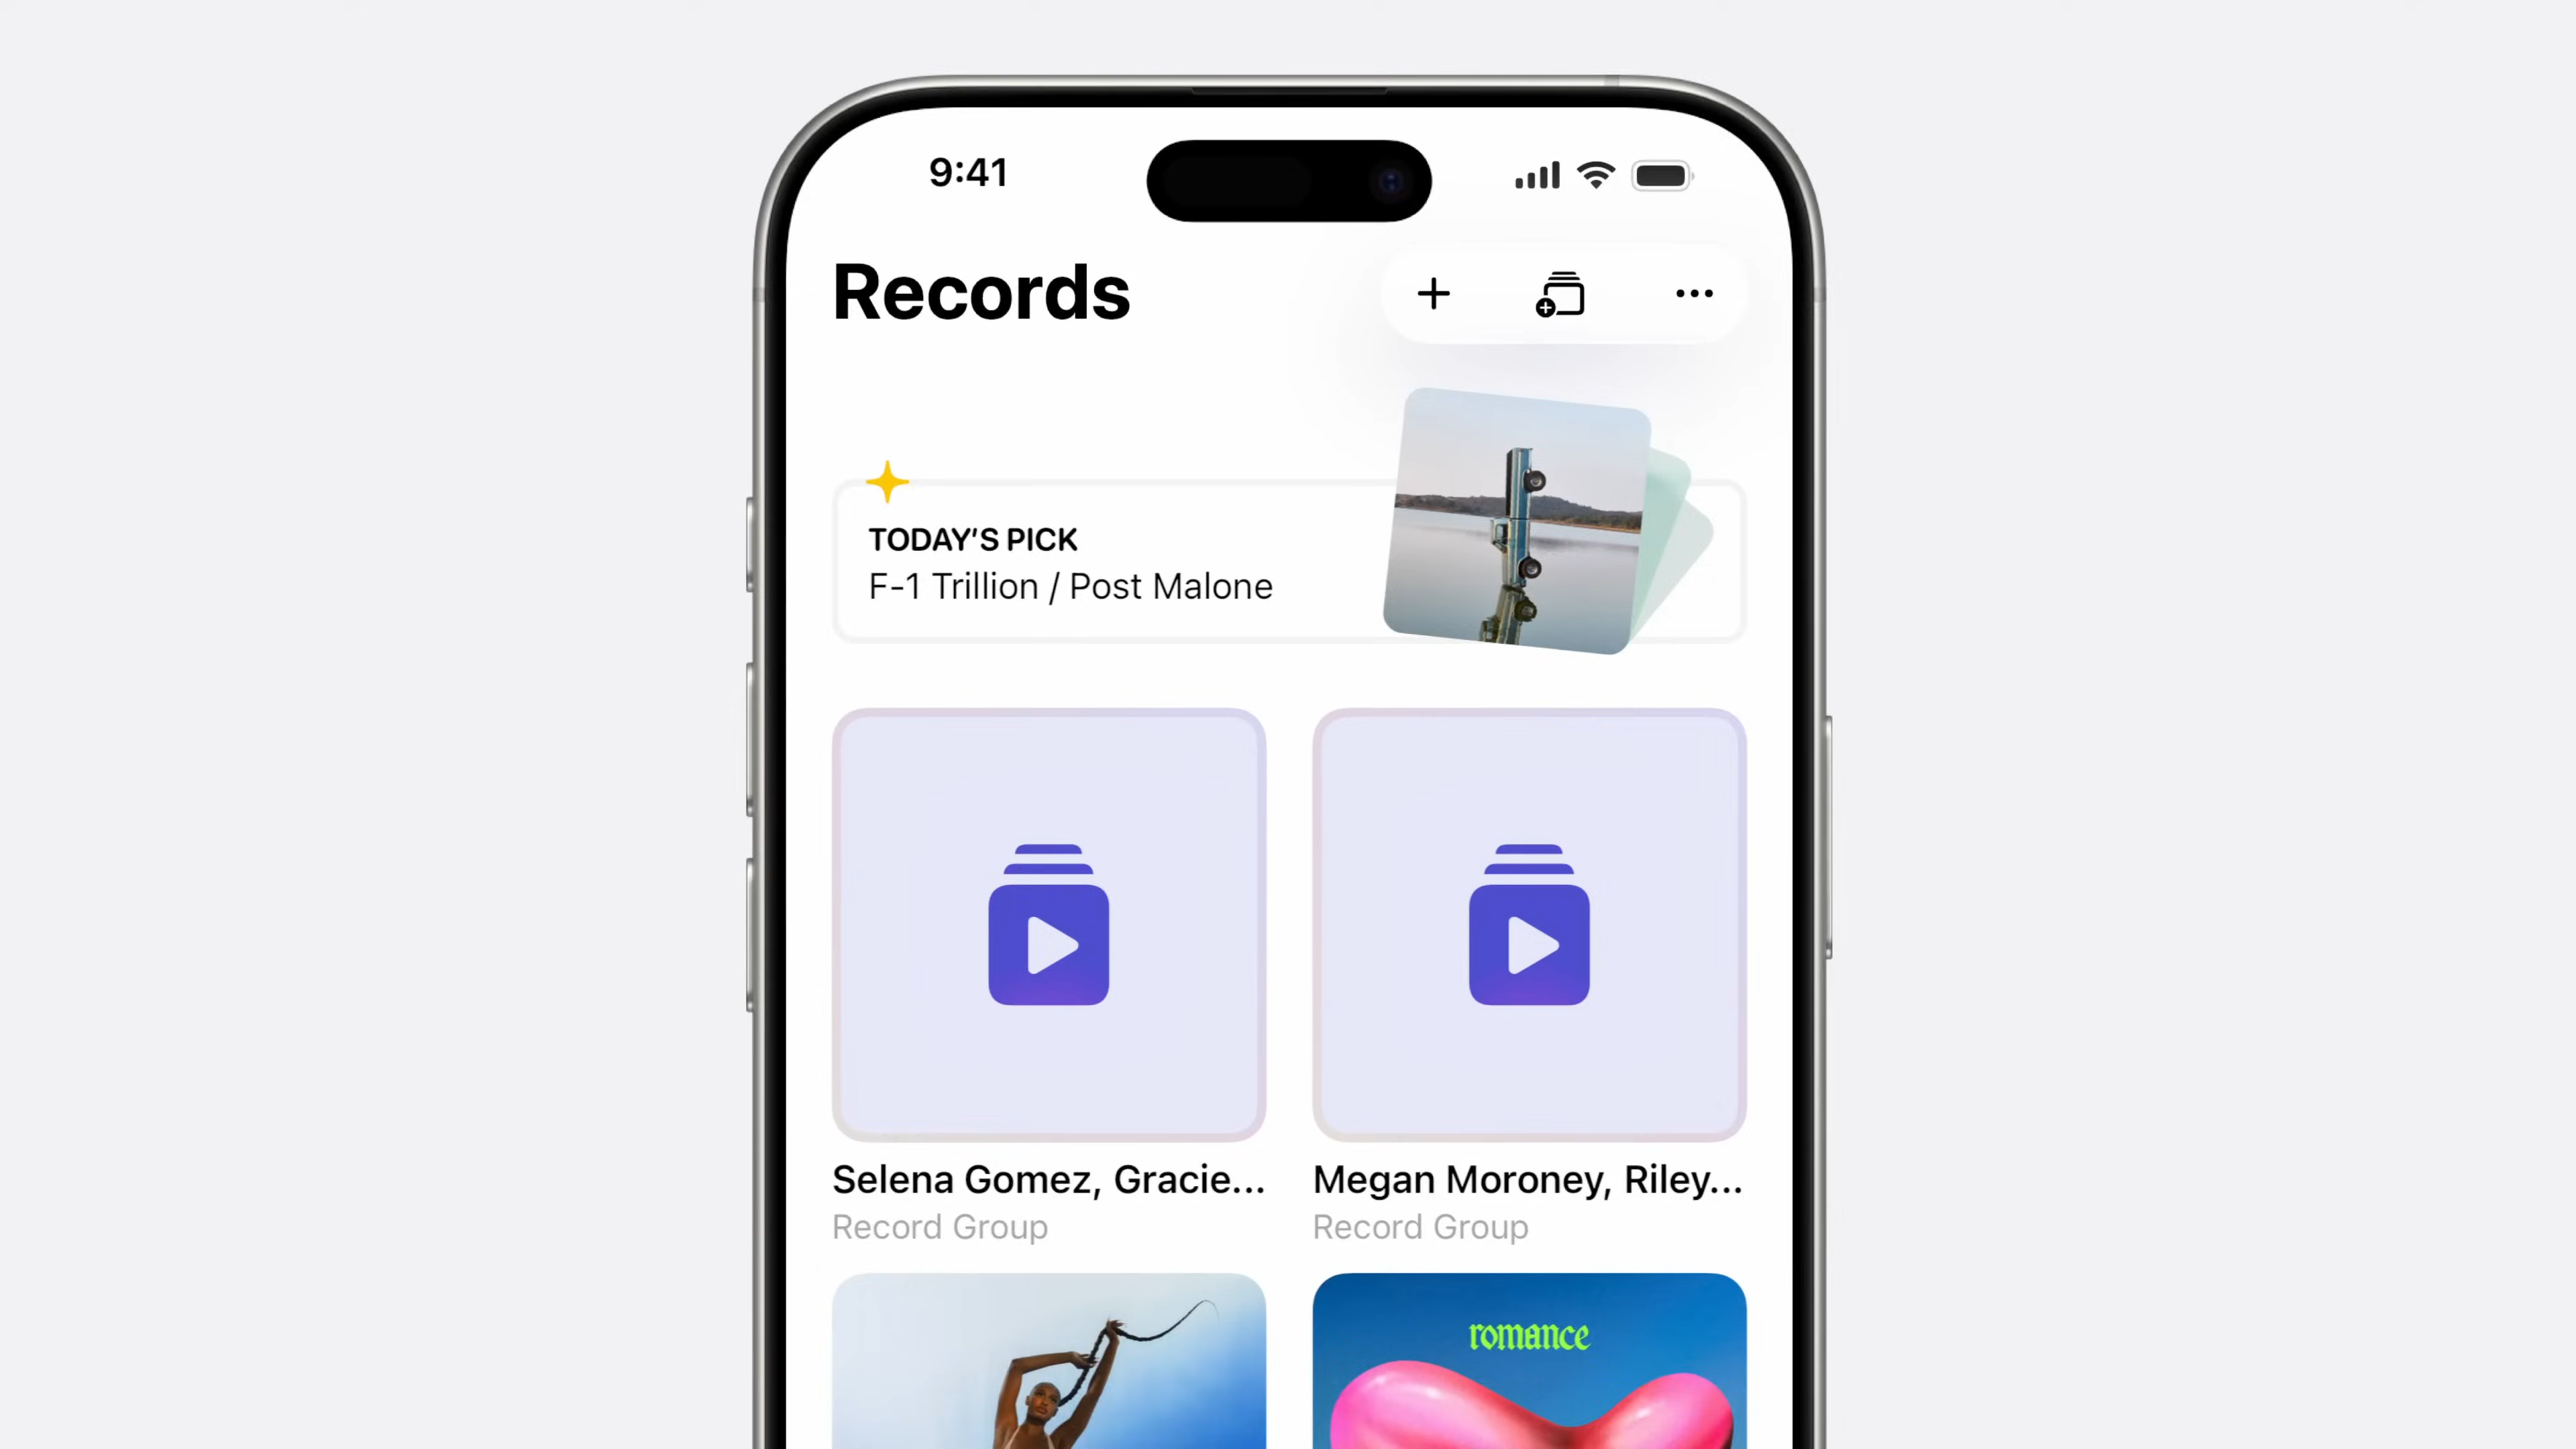 9:41
Records
TODAY'S PICK
F-1 Trillion / Post Malone
Selena Gomez, Gracie...
Megan Moroney, Riley...
Record Group
Record Group
romance